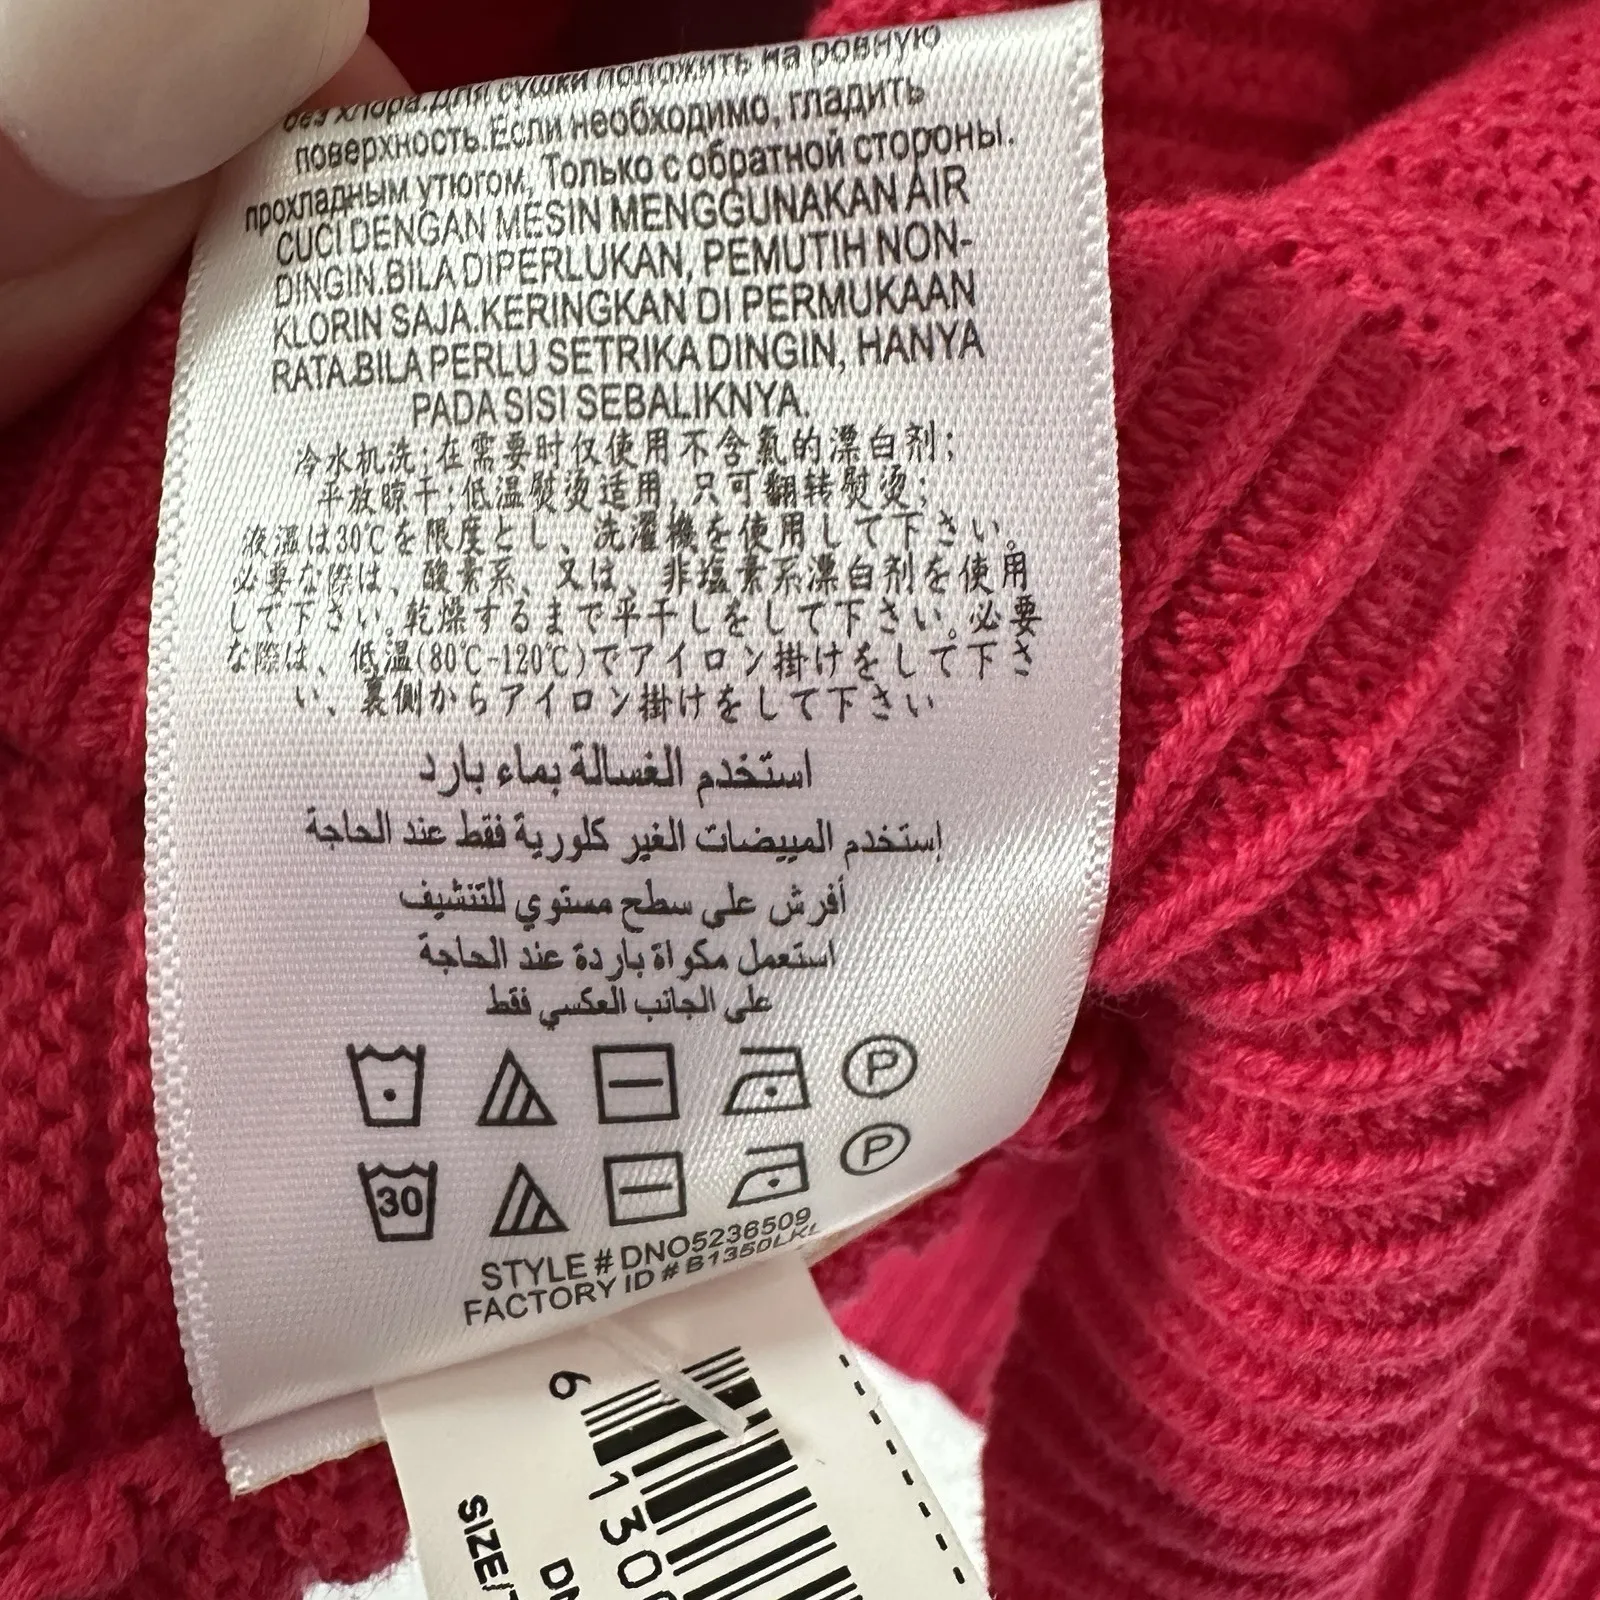 без хлора.Для сушки положить на ровную
поверхность.Если необходимо, гладить
прохладным утюгом, Только с обратной стороны.
CUCI DENGAN MESIN MENGGUNAKAN AIR
DINGIN.BILA DIPERLUKAN, PEMUTIH NON-
KLORIN SAJA.KERINGKAN DI PERMUKAAN
RATA.BILA PERLU SETRIKA DINGIN, HANYA
PADA SISI SEBALIKNYA.
冷水机洗;在需要时仅使用不含氯的漂白剂;
平放晾干;低温熨烫适用,只可翻转熨烫;
液温は30℃を限度とし、洗濯機を使用して下さい。
必要な際は、酸素系、又は、非塩素系漂白剤を使用
して下さい。乾燥するまで平干しをして下さい。必要
な際は、低温(80℃-120℃)でアイロン掛けをして下さ
い、裏側からアイロン掛けをして下さい
استخدم الغسالة بماء بارد
إستخدم المبيضات الغير كلورية فقط عند الحاجة
أفرش على سطح مستوي للتنشيف
استعمل مكواة باردة عند الحاجة
على الجانب العكسي فقط
P
30 P
STYLE # DNO5236509
FACTORY ID # B1350LKL
6
130
SIZE/